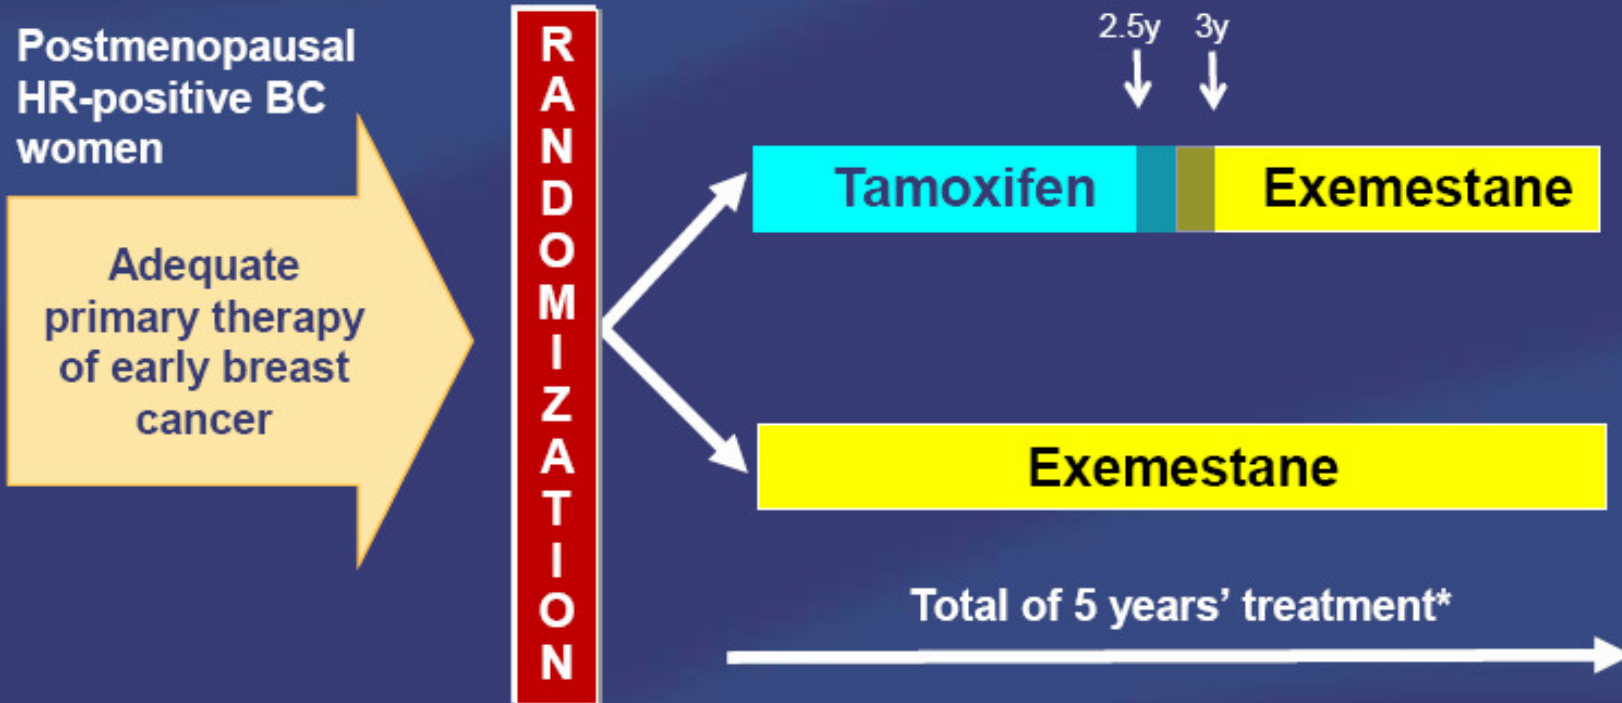 Postmenopausal
HR-positive BC
women
Adequate
primary therapy
of early breast
cancer
RANDOMIZATION
2.5y 3y
Tamoxifen Exemestane
Exemestane
Total of 5 years’ treatment*